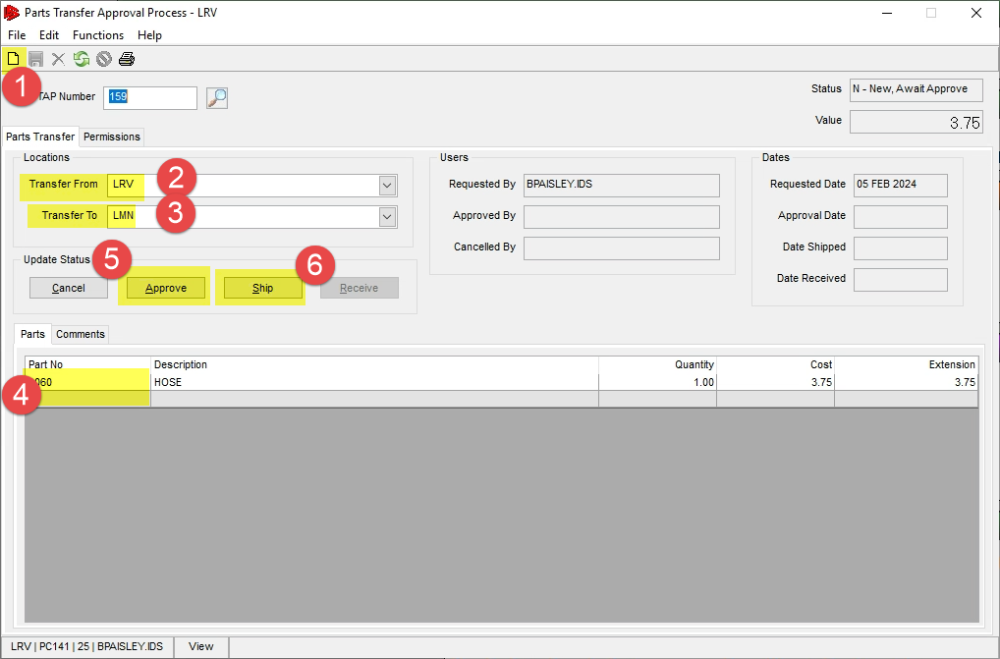 Parts Transfer Approval Process - LRV
File Edit Functions Help
1
TAP Number 159
Status N - New, Await Approve
Value 3.75
Parts Transfer Permissions
Locations
Transfer From LRV 2
Transfer To LMN 3
Users
Requested By BPAISLEY.IDS
Approved By
Cancelled By
Dates
Requested Date 05 FEB 2024
Approval Date
Date Shipped
Date Received
Update Status 5 6
Cancel Approve Ship Receive
Parts Comments
Part No Description Quantity Cost Extension
060 HOSE 1.00 3.75 3.75
4
LRV | PC141 | 25 | BPAISLEY.IDS View